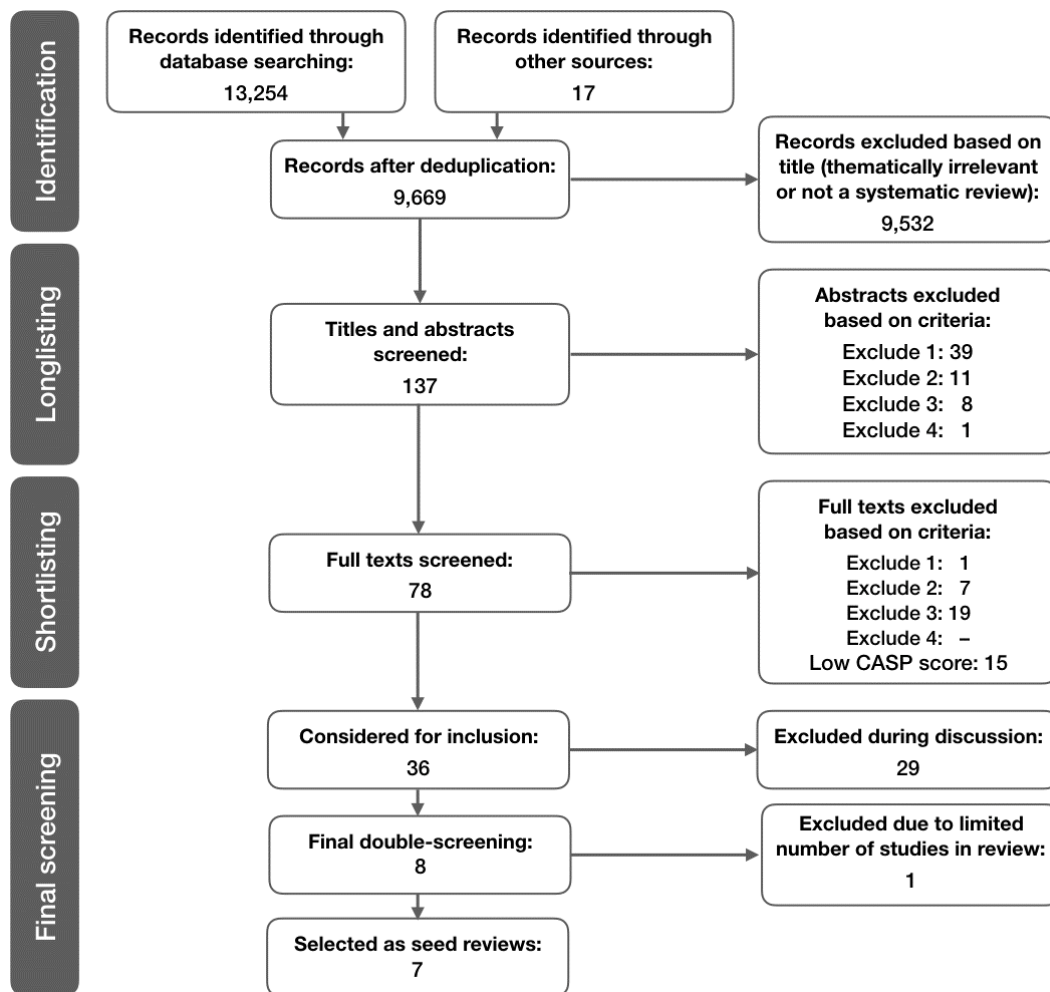 Identification
Records identified through
database searching:
13,254
Records identified through
other sources:
17
Records after deduplication:
9,669
Records excluded based on
title (thematically irrelevant
or not a systematic review):
9,532
Longlisting
Titles and abstracts
screened:
137
Abstracts excluded
based on criteria:
Exclude 1: 39
Exclude 2: 11
Exclude 3: 8
Exclude 4: 1
Shortlisting
Full texts screened:
78
Full texts excluded
based on criteria:
Exclude 1: 1
Exclude 2: 7
Exclude 3: 19
Exclude 4: –
Low CASP score: 15
Final screening
Considered for inclusion:
36
Excluded during discussion:
29
Final double-screening:
8
Excluded due to limited
number of studies in review:
1
Selected as seed reviews:
7